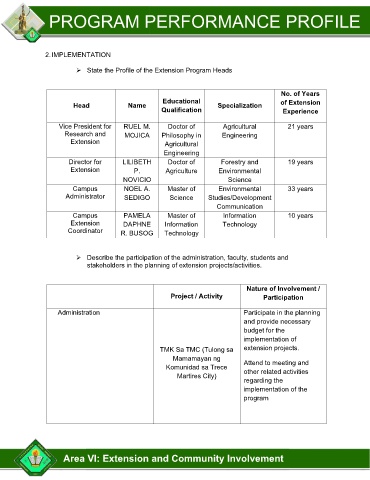 PROGRAM PERFORMANCE PROFILE
2. IMPLEMENTATION
➢ State the Profile of the Extension Program Heads
Head Name Educational Qualification Specialization No. of Years of Extension Experience
Vice President for Research and Extension RUEL M. MOJICA Doctor of Philosophy in Agricultural Engineering Agricultural Engineering 21 years
Director for Extension LILIBETH P. NOVICIO Doctor of Agriculture Forestry and Environmental Science 19 years
Campus Administrator NOEL A. SEDIGO Master of Science Environmental Studies/Development Communication 33 years
Campus Extension Coordinator PAMELA DAPHNE R. BUSOG Master of Information Technology Information Technology 10 years
➢ Describe the participation of the administration, faculty, students and
stakeholders in the planning of extension projects/activities.
Project / Activity Nature of Involvement / Participation
Administration
TMK Sa TMC (Tulong sa
Mamamayan ng
Komunidad sa Trece
Martires City)
Participate in the planning
and provide necessary
budget for the
implementation of
extension projects.
Attend to meeting and
other related activities
regarding the
implementation of the
program
Area VI: Extension and Community Involvement